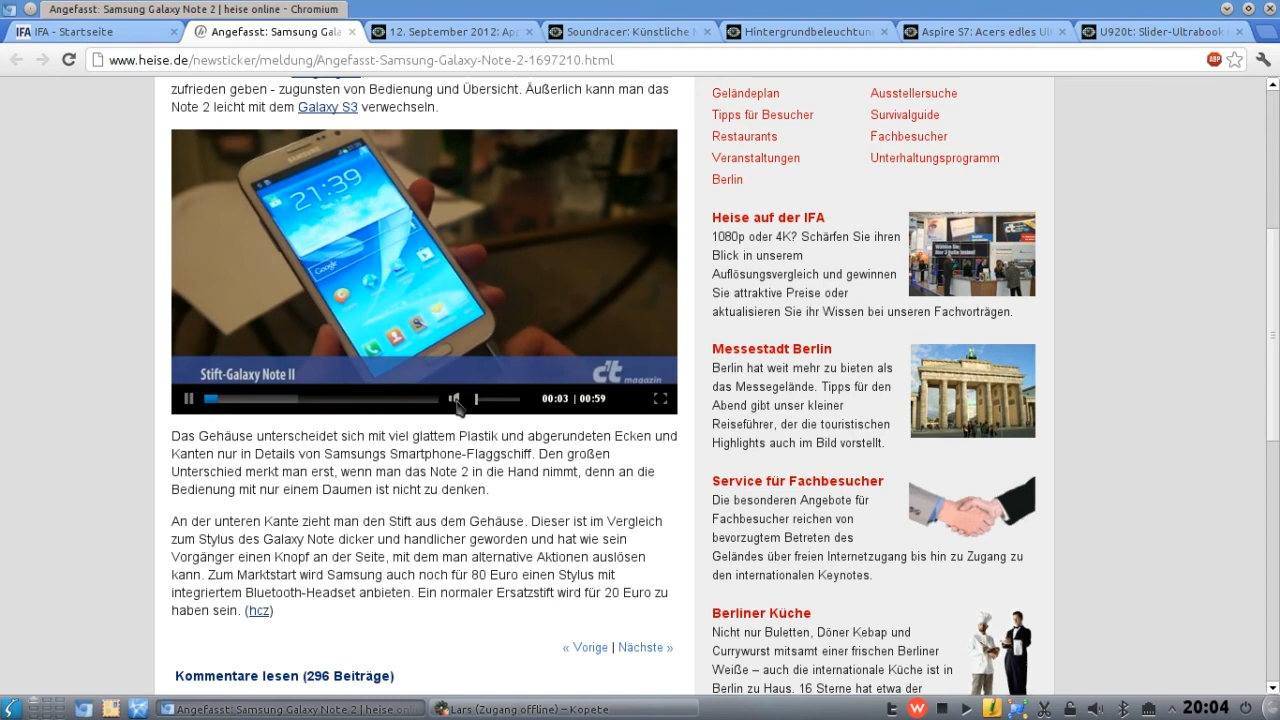 Angefasst: Samsung Galaxy Note 2 | heise online - Chromium
IFA IFA - Startseite
Angefasst: Samsung Gala
12. September 2012: App
Soundracer: Künstliche
Hintergrundbeleuchtung
Aspire S7: Acers edles Ul
U920t: Slider-Ultrabook
www.heise.de/newsticker/meldung/Angefasst-Samsung-Galaxy-Note-2-1697210.html
ABP
zufrieden geben - zugunsten von Bedienung und Übersicht. Äußerlich kann man das
Note 2 leicht mit dem Galaxy S3 verwechseln.
SAMSUNG
21:39
Google
Stift-Galaxy Note II
c't magazin
00:03 | 00:59
Das Gehäuse unterscheidet sich mit viel glattem Plastik und abgerundeten Ecken und
Kanten nur in Details von Samsungs Smartphone-Flaggschiff. Den großen
Unterschied merkt man erst, wenn man das Note 2 in die Hand nimmt, denn an die
Bedienung mit nur einem Daumen ist nicht zu denken.
An der unteren Kante zieht man den Stift aus dem Gehäuse. Dieser ist im Vergleich
zum Stylus des Galaxy Note dicker und handlicher geworden und hat wie sein
Vorgänger einen Knopf an der Seite, mit dem man alternative Aktionen auslösen
kann. Zum Marktstart wird Samsung auch noch für 80 Euro einen Stylus mit
integriertem Bluetooth-Headset anbieten. Ein normaler Ersatzstift wird für 20 Euro zu
haben sein. (hcz)
« Vorige | Nächste »
Kommentare lesen (296 Beiträge)
Geländeplan
Ausstellersuche
Tipps für Besucher
Survivalguide
Restaurants
Fachbesucher
Veranstaltungen
Unterhaltungsprogramm
Berlin
Heise auf der IFA
1080p oder 4K? Schärfen Sie ihren
Blick in unserem
Auflösungsvergleich und gewinnen
Sie attraktive Preise oder
aktualisieren Sie ihr Wissen bei unseren Fachvorträgen.
Messestadt Berlin
Berlin hat weit mehr zu bieten als
das Messegelände. Tipps für den
Abend gibt unser kleiner
Reiseführer, der die touristischen
Highlights auch im Bild vorstellt.
Service für Fachbesucher
Die besonderen Angebote für
Fachbesucher reichen von
bevorzugtem Betreten des
Geländes über freien Internetzugang bis hin zu Zugang zu
den internationalen Keynotes.
Berliner Küche
Nicht nur Buletten, Döner Kebap und
Currywurst mitsamt einer frischen Berliner
Weiße – auch die internationale Küche ist in
Berlin zu Haus. 16 Sterne hat etwa der
Angefasst: Samsung Galaxy Note 2 | heise onl
Lars (Zugang offline) – Kopete
20:04